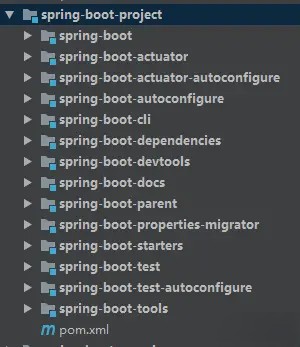 spring-boot-project
spring-boot
spring-boot-actuator
spring-boot-actuator-autoconfigure
spring-boot-autoconfigure
spring-boot-cli
spring-boot-dependencies
spring-boot-devtools
spring-boot-docs
spring-boot-parent
spring-boot-properties-migrator
spring-boot-starters
spring-boot-test
spring-boot-test-autoconfigure
spring-boot-tools
m pom.xml